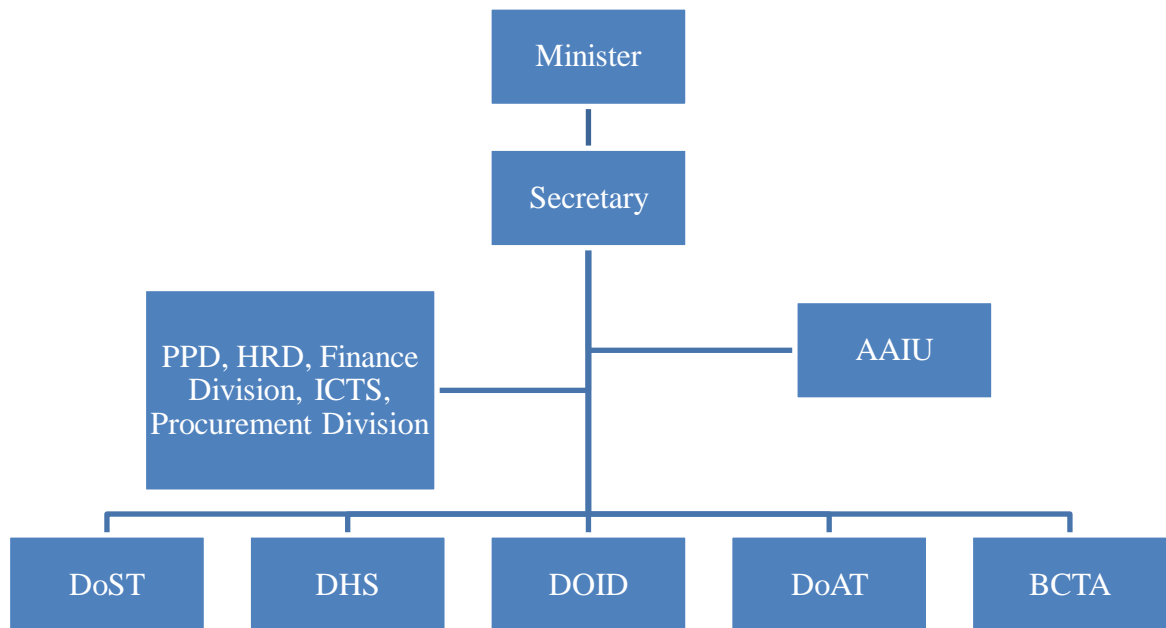 Minister
Secretary
PPD, HRD, Finance
Division, ICTS,
Procurement Division
AAIU
DoST
DHS
DOID
DoAT
BCTA